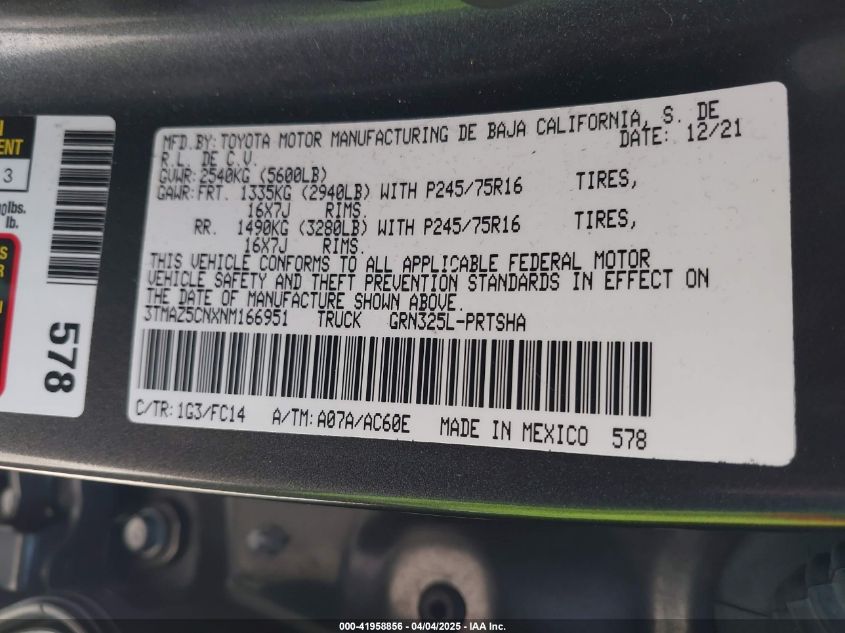 MFD.BY: TOYOTA MOTOR MANUFACTURING DE BAJA CALIFORNIA, S. DE
R.L. DE C.V. DATE: 12/21
GVWR: 2540KG (5600LB)
GAWR: FRT. 1335KG (2940LB) WITH P245/75R16 TIRES,
16X7J RIMS.
RR. 1490KG (3280LB) WITH P245/75R16 TIRES,
16X7J RIMS.
THIS VEHICLE CONFORMS TO ALL APPLICABLE FEDERAL MOTOR
VEHICLE SAFETY AND THEFT PREVENTION STANDARDS IN EFFECT ON
THE DATE OF MANUFACTURE SHOWN ABOVE.
3TMAZ5CNXNM166951 TRUCK GRN325L-PRTSHA
C/TR: 1G3/FC14 A/TM: A07A/AC60E MADE IN MEXICO 578
3
lbs.
lb.
578
000-41958856 - 04/04/2025 - IAA Inc.